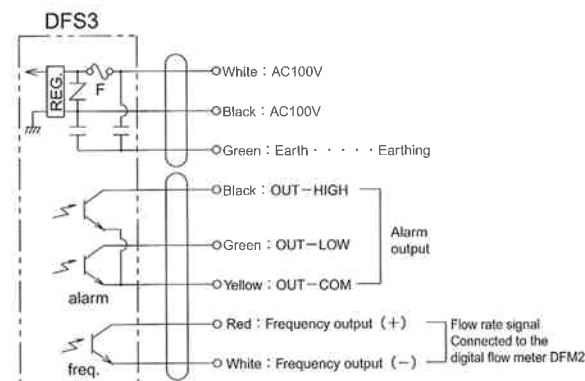 DFS3
REG.
F
White : AC100V
Black : AC100V
Green : Earth · · · · · Earthing
Black : OUT－HIGH
Green : OUT－LOW
Yellow : OUT－COM
Alarm
output
alarm
Red : Frequency output (+)
White : Frequency output (－)
Flow rate signal
Connected to the
digital flow meter DFM2
freq.